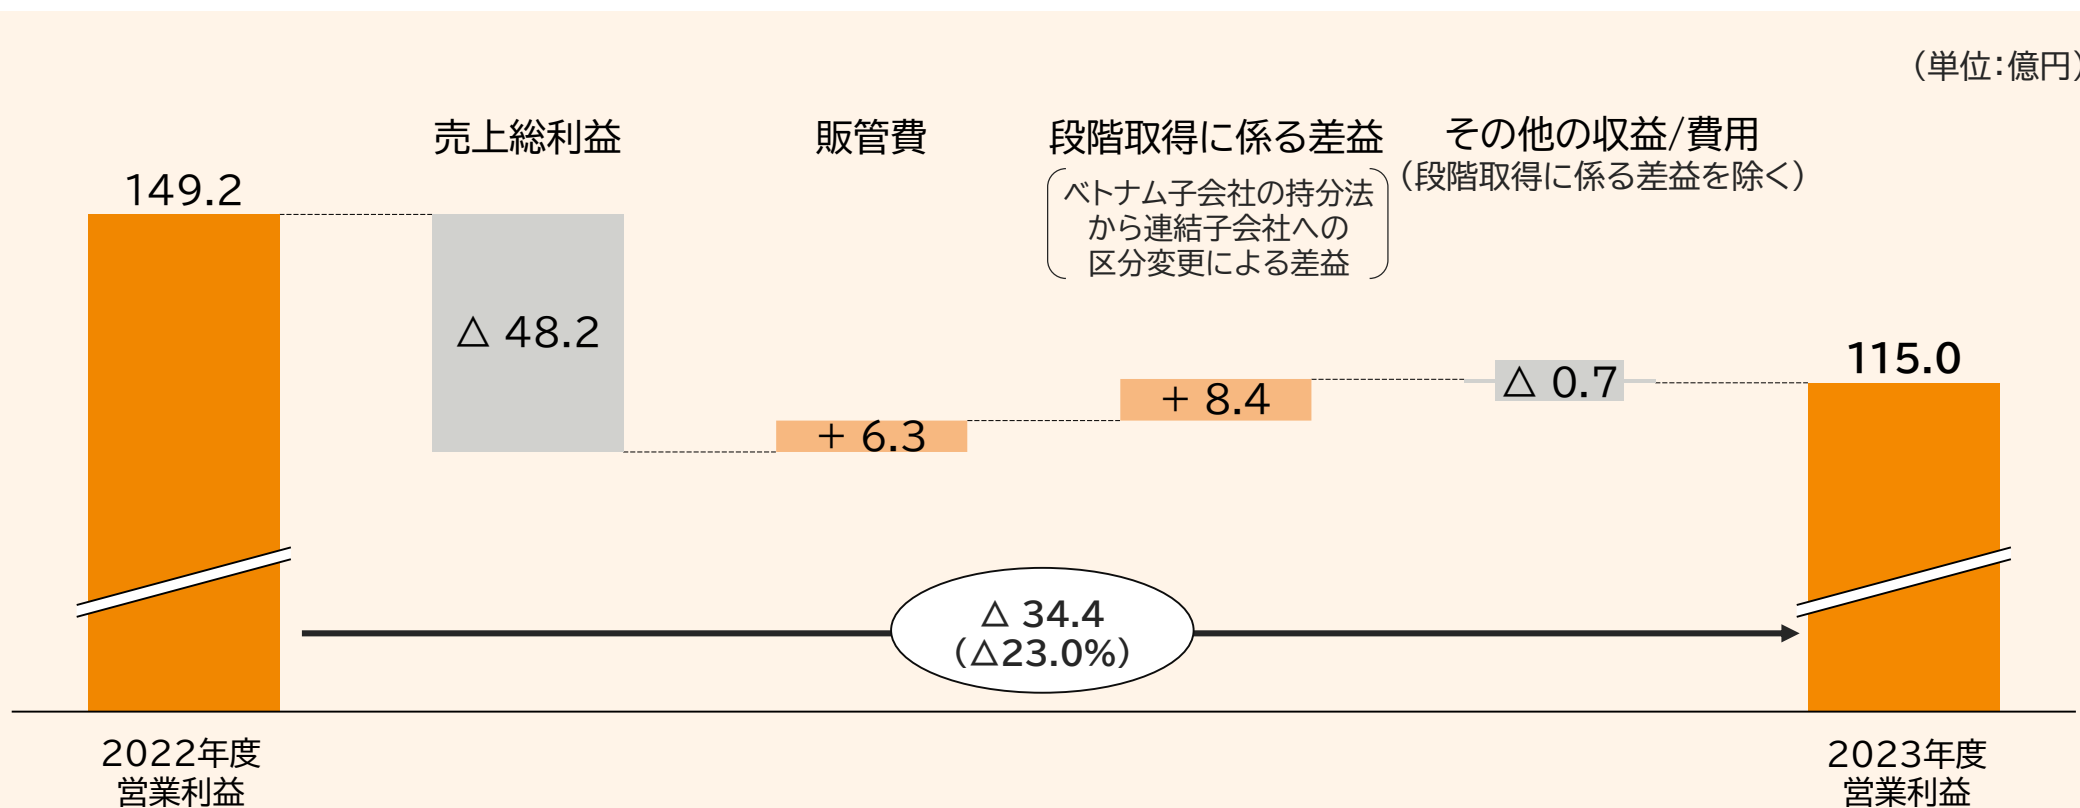 （単位：億円）
売上総利益
販管費
段階取得に係る差益
ベトナム子会社の持分法
から連結子会社への
区分変更による差益
その他の収益/費用
（段階取得に係る差益を除く）
149.2
△ 48.2
＋ 6.3
＋ 8.4
△ 0.7
115.0
△ 34.4
（△23.0%）
2022年度
営業利益
2023年度
営業利益